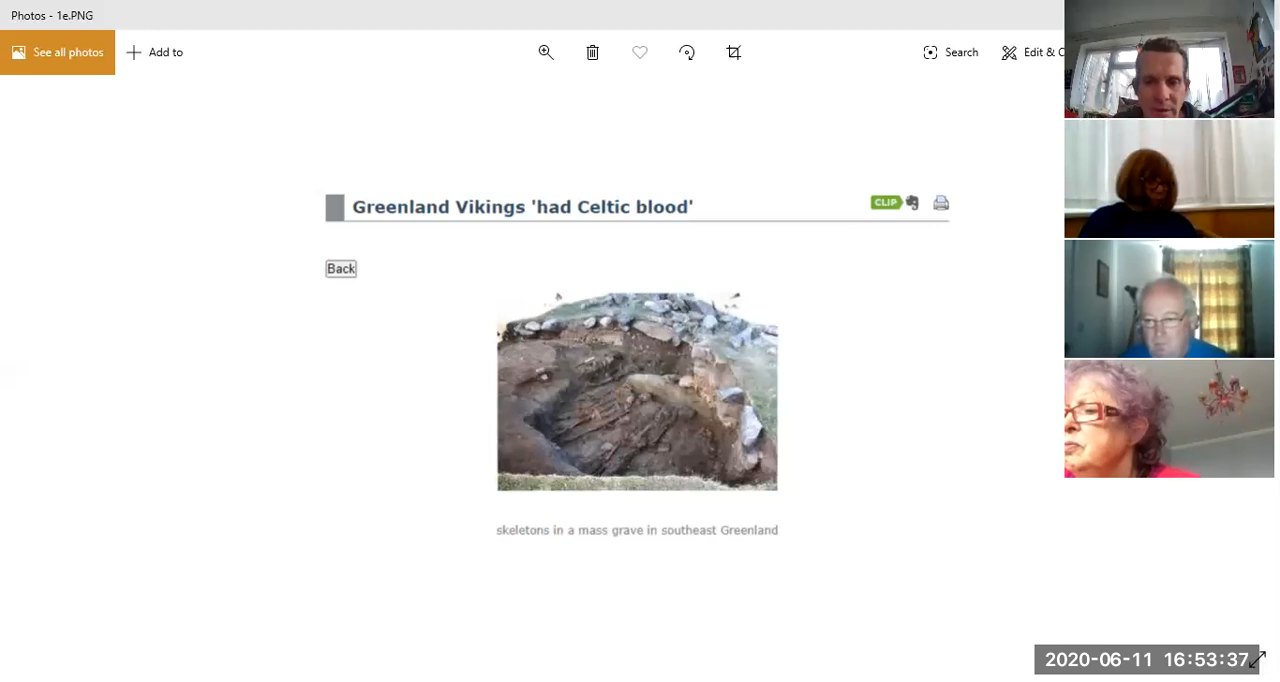 Photos - 1e.PNG
See all photos
Add to
Search
Edit & C
Greenland Vikings 'had Celtic blood'
CLIP
Back
skeletons in a mass grave in southeast Greenland
2020-06-11 16:53:37